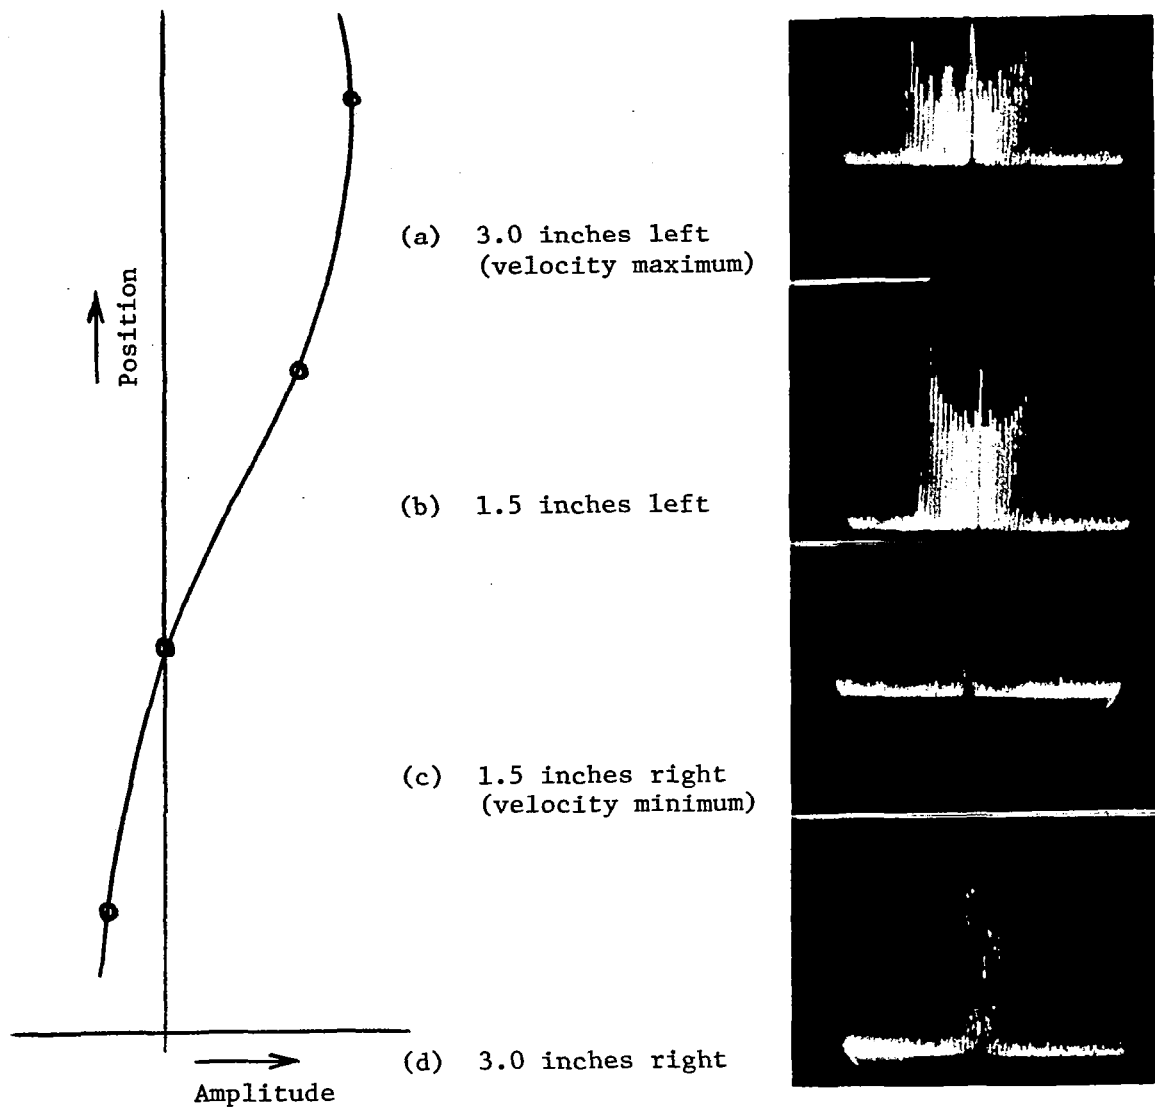 (a) 3.0 inches left
(velocity maximum)
Position
(b) 1.5 inches left
(c) 1.5 inches right
(velocity minimum)
(d) 3.0 inches right
Amplitude